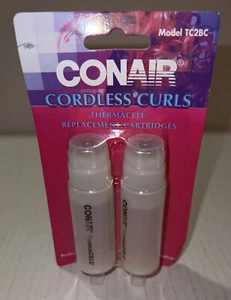 Model TC2BC
CONAIR®
CORDLESS CURLS
THERMACELL
REPLACEMENT CARTRIDGES
CONAIR
CONAIR